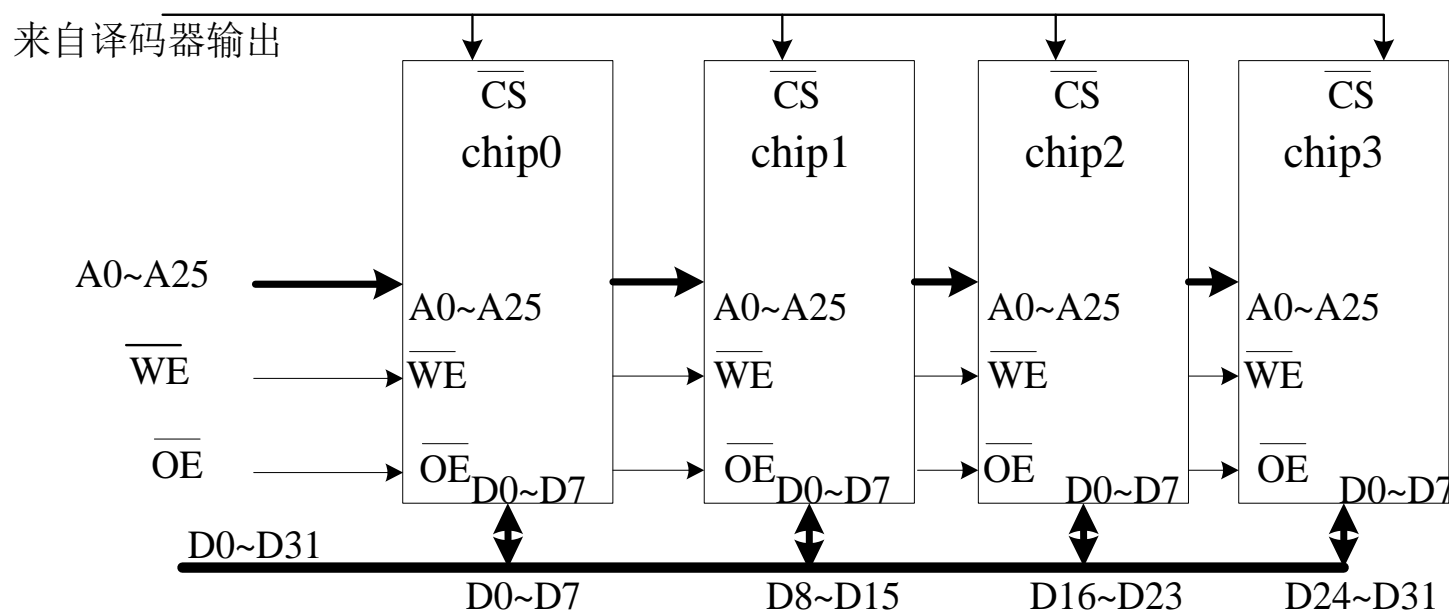 来自译码器输出
CS CS CS CS
chip0 chip1 chip2 chip3
A0~A25
A0~A25 A0~A25 A0~A25 A0~A25
WE WE WE WE WE
OE OE OE OE OE
D0~D7 D0~D7 D0~D7 D0~D7
D0~D31
D0~D7 D8~D15 D16~D23 D24~D31